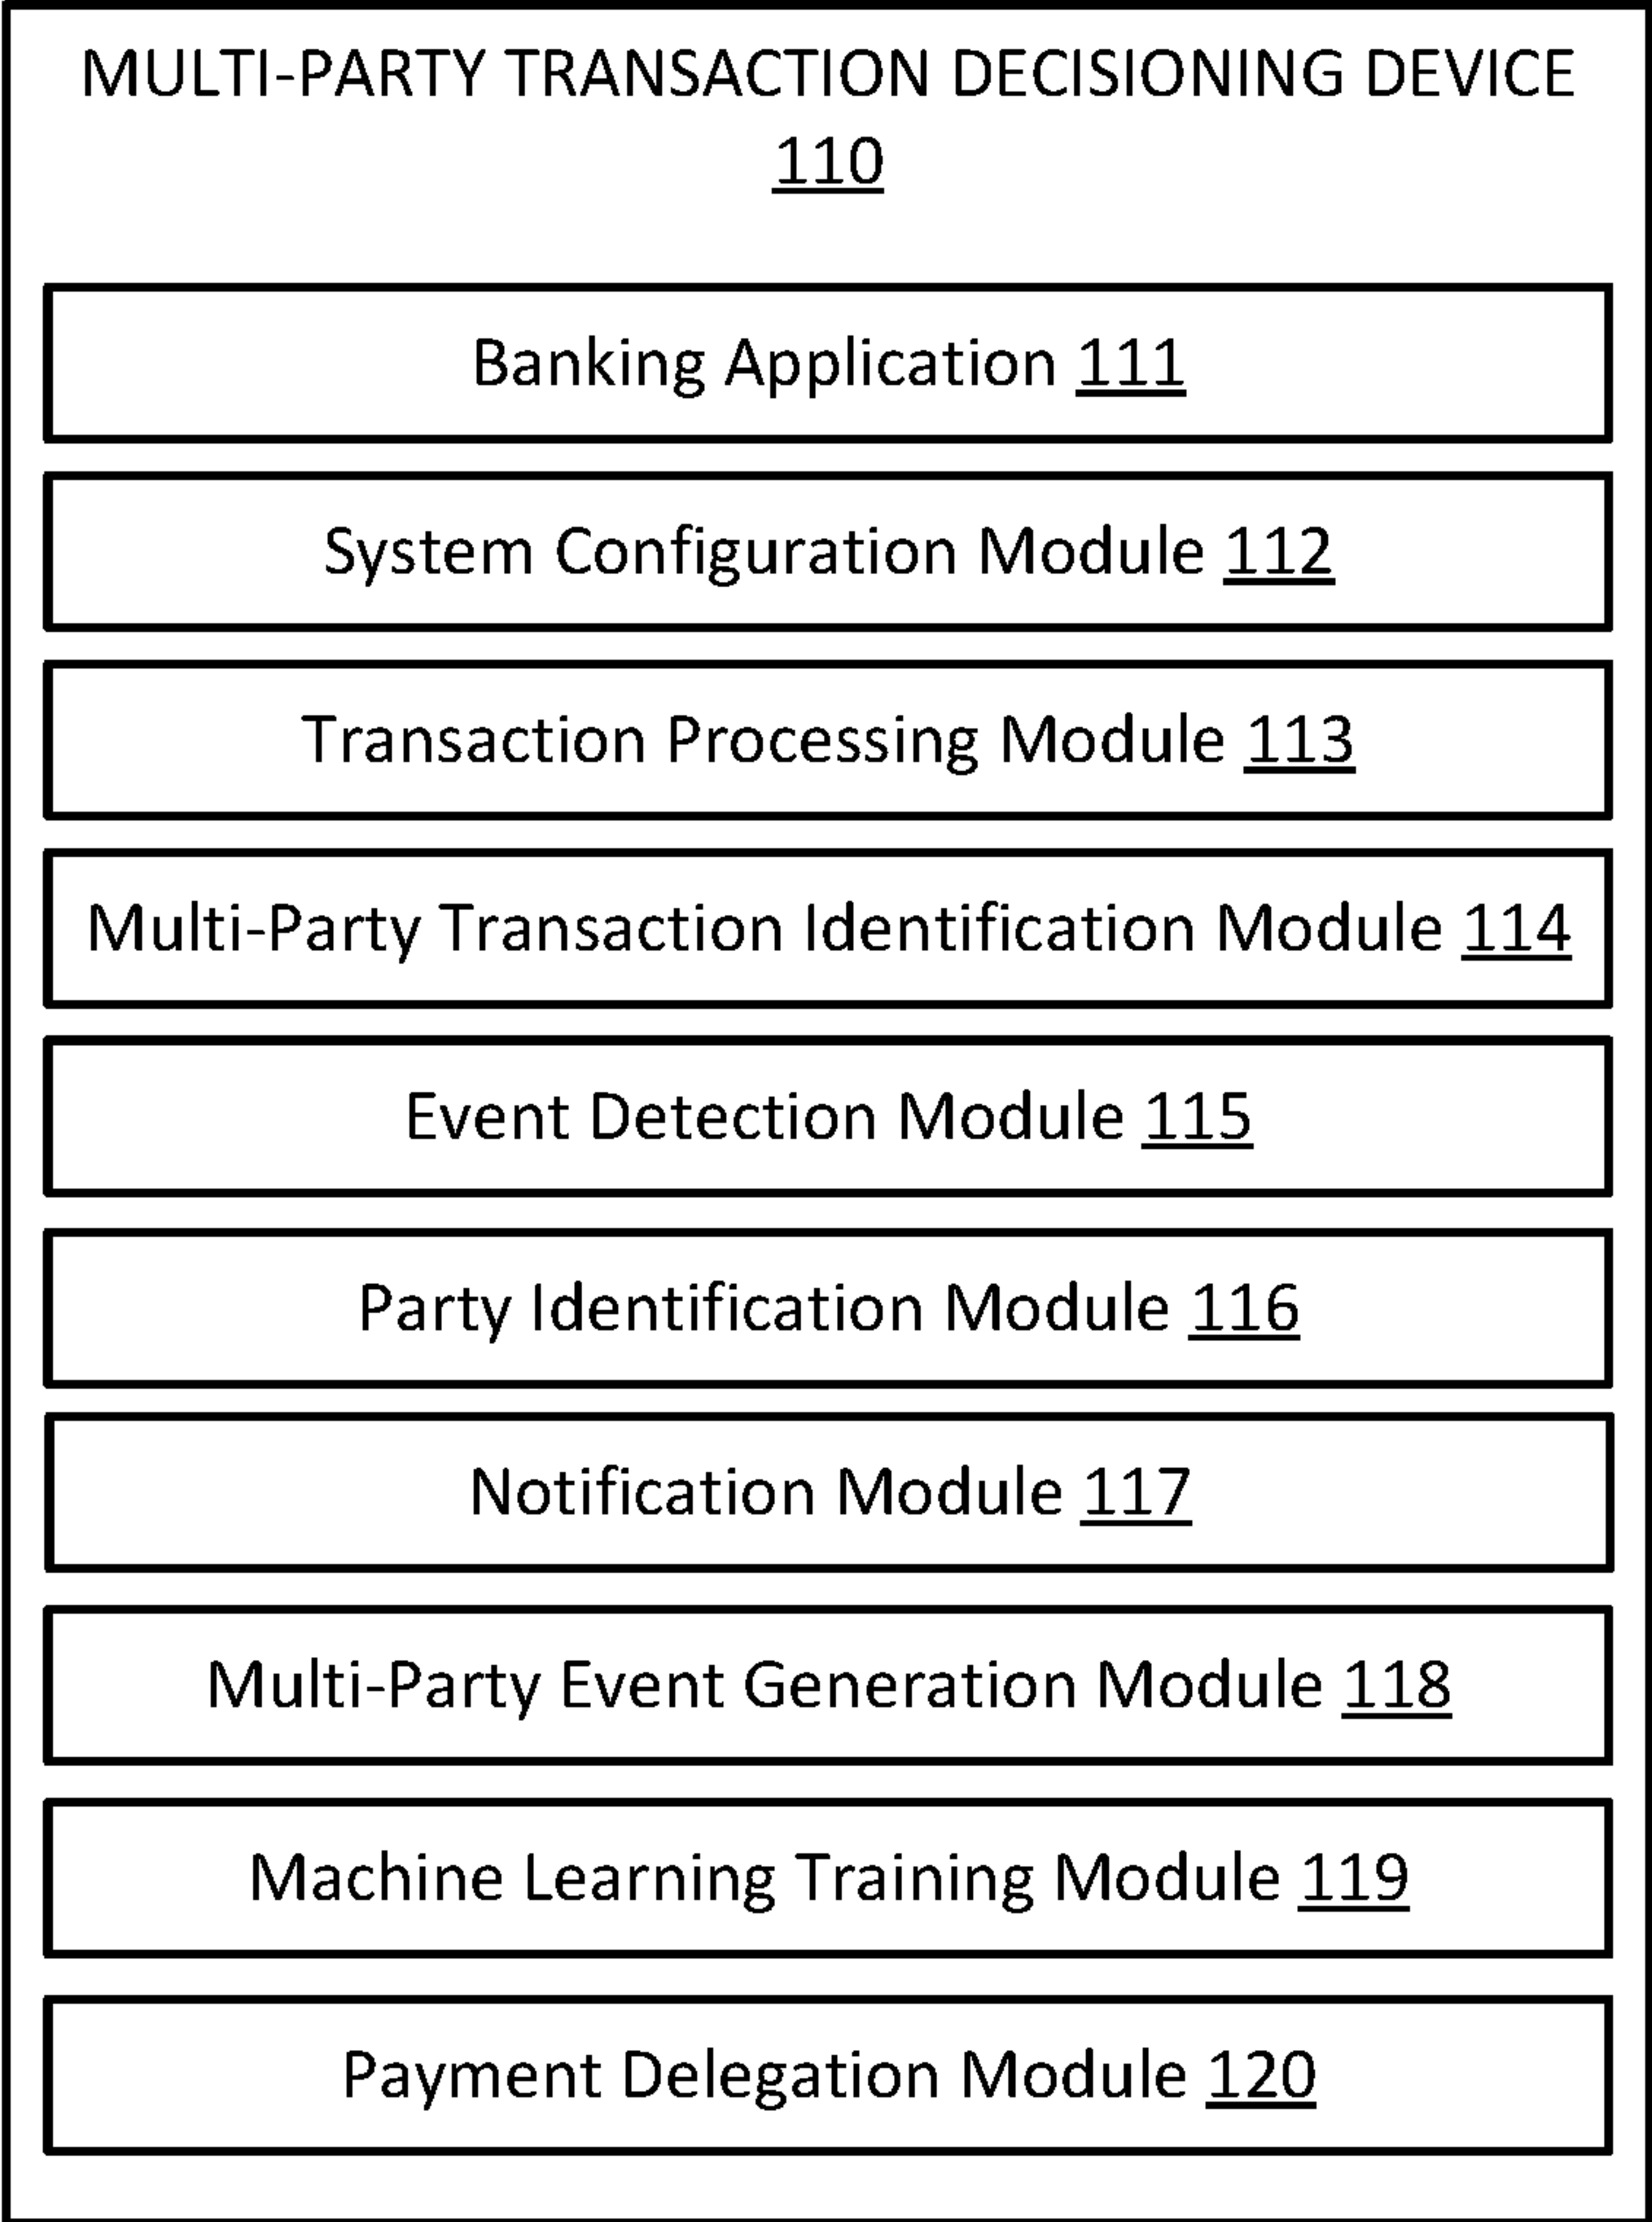 MULTI-PARTY TRANSACTION DECISIONING DEVICE
110
Banking Application 111
System Configuration Module 112
Transaction Processing Module 113
Multi-Party Transaction Identification Module 114
Event Detection Module 115
Party Identification Module 116
Notification Module 117
Multi-Party Event Generation Module 118
Machine Learning Training Module 119
Payment Delegation Module 120